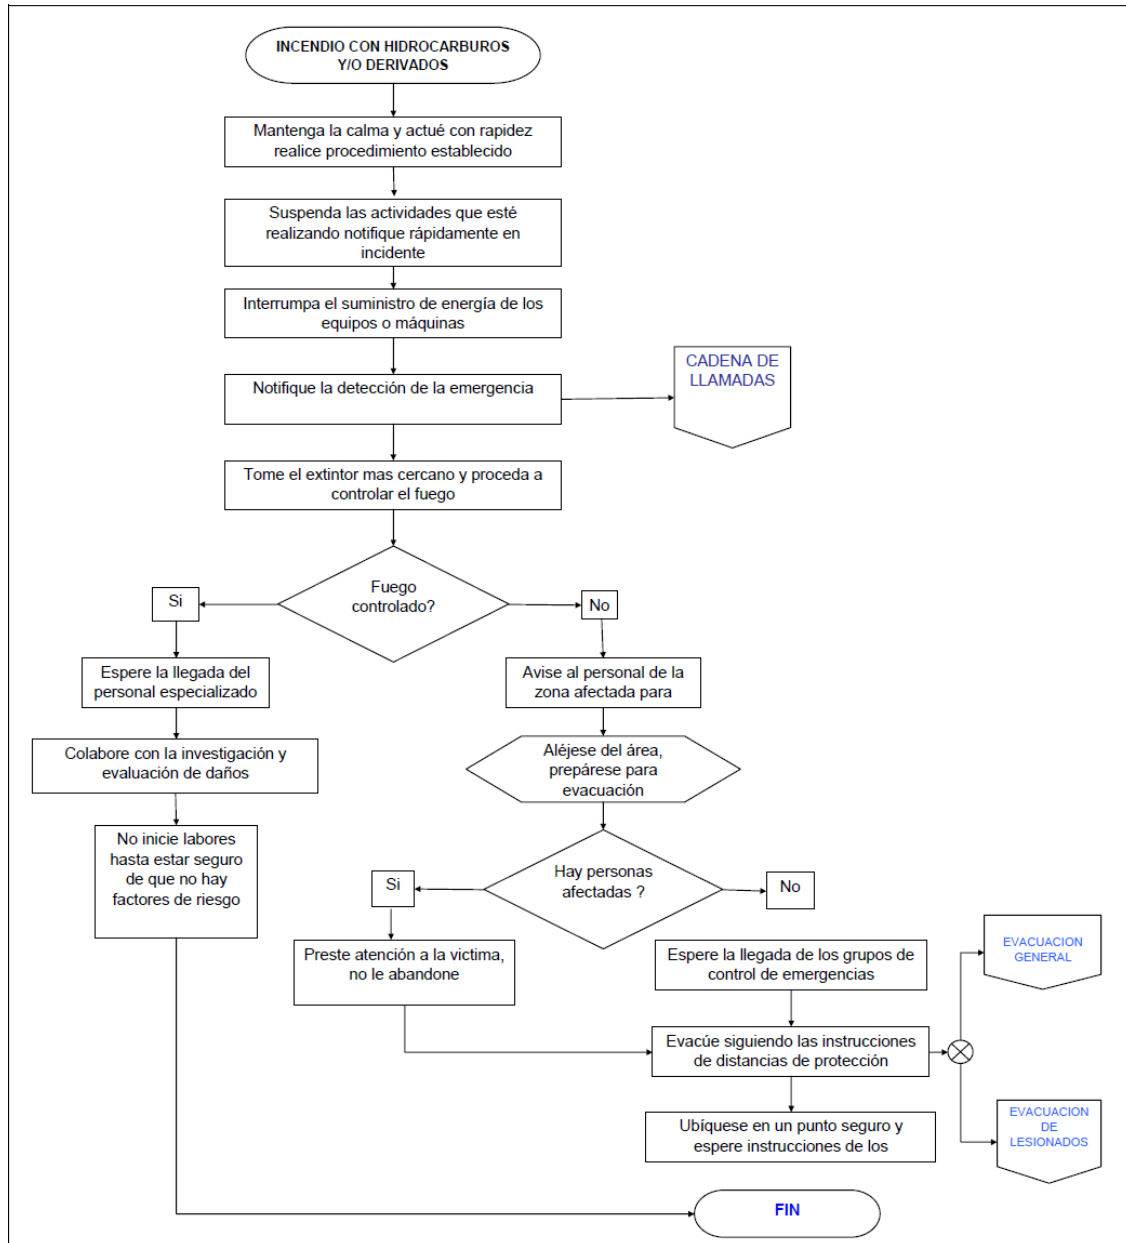 INCENDIO CON HIDROCARBUROS
Y/O DERIVADOS
Mantenga la calma y actué con rapidez
realice procedimiento establecido
Suspenda las actividades que esté
realizando notifique rápidamente en
incidente
Interrumpa el suministro de energía de los
equipos o máquinas
Notifique la detección de la emergencia
CADENA DE
LLAMADAS
Tome el extintor mas cercano y proceda a
controlar el fuego
Fuego
controlado?
Si
No
Espere la llegada del
personal especializado
Avise al personal de la
zona afectada para
Colabore con la investigación y
evaluación de daños
Aléjese del área,
prepárese para
evacuación
No inicie labores
hasta estar seguro
de que no hay
factores de riesgo
Hay personas
afectadas ?
Si
No
Preste atención a la victima,
no le abandone
Espere la llegada de los grupos de
control de emergencias
EVACUACION
GENERAL
Evacúe siguiendo las instrucciones
de distancias de protección
Ubíquese en un punto seguro y
espere instrucciones de los
EVACUACION
DE
LESIONADOS
FIN